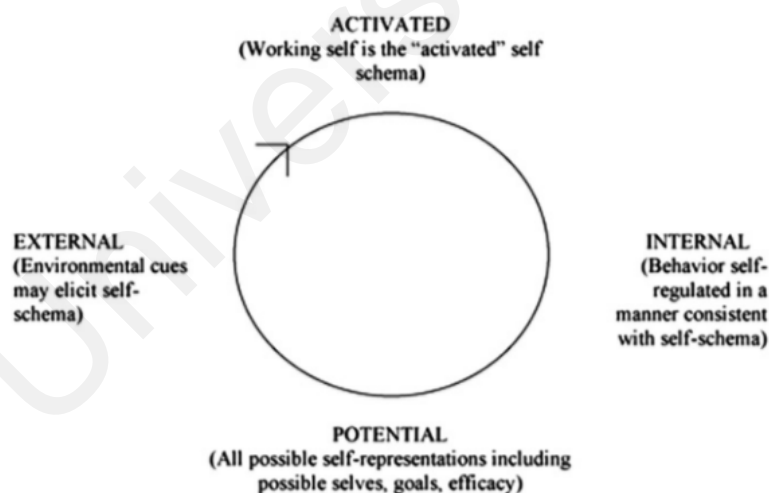 ACTIVATED
(Working self is the "activated" self
schema)
EXTERNAL
(Environmental cues
may elicit self-
schema)
INTERNAL
(Behavior self-
regulated in a
manner consistent
with self-schema)
POTENTIAL
(All possible self-representations including
possible selves, goals, efficacy)